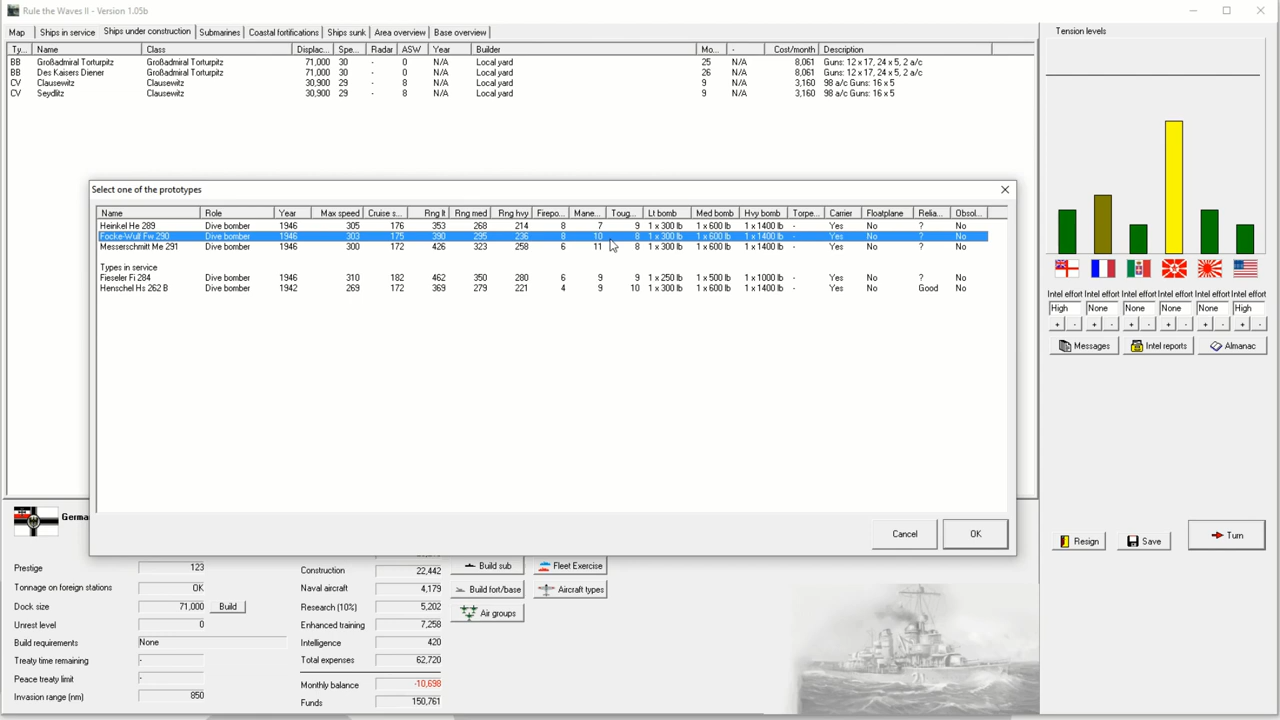 Rule the Waves II - Version 1.05b
Map Ships in service Ships under construction Submarines Coastal fortifications Ships sunk Area overview Base overview
Ty... Name Class Displac... Spe... Radar ASW Year Builder Mo... - Cost/month Description
BB Großadmiral Torturpitz Großadmiral Torturpitz 71,000 30 - 0 N/A Local yard 25 N/A 8,061 Guns: 12 x 17, 24 x 5, 2 a/c
BB Des Kaisers Diener Großadmiral Torturpitz 71,000 30 - 0 N/A Local yard 26 N/A 8,061 Guns: 12 x 17, 24 x 5, 2 a/c
CV Clausewitz Clausewitz 30,900 29 - 8 N/A Local yard 9 N/A 3,160 98 a/c Guns: 16 x 5
CV Seydlitz Clausewitz 30,900 29 - 8 N/A Local yard 9 N/A 3,160 98 a/c Guns: 16 x 5
Tension levels
Select one of the prototypes
Name Role Year Max speed Cruise s... Rng lt Rng med Rng hvy Firepo... Mane... Toug... Lt bomb Med bomb Hvy bomb Torpe... Carrier Floatplane Relia... Obsol...
Heinkel He 289 Dive bomber 1946 305 176 353 268 214 8 7 9 1 x 300 lb 1 x 600 lb 1 x 1400 lb - Yes No ? No
Focke-Wulf Fw 290 Dive bomber 1946 303 175 390 295 236 8 10 8 1 x 300 lb 1 x 600 lb 1 x 1400 lb - Yes No ? No
Messerschmitt Me 291 Dive bomber 1946 300 172 426 323 258 6 11 8 1 x 300 lb 1 x 600 lb 1 x 1400 lb - Yes No ? No
Types in service
Fieseler Fi 284 Dive bomber 1946 310 182 462 350 280 6 9 9 1 x 250 lb 1 x 500 lb 1 x 1000 lb - Yes No ? No
Henschel Hs 262 B Dive bomber 1942 269 172 369 279 221 4 9 10 1 x 300 lb 1 x 600 lb 1 x 1400 lb - Yes No Good No
Cancel OK
Intel effort Intel effort Intel effort Intel effort Intel effort Intel effort
High None None None None High
+ - + - + - + - + - + -
Messages Intel reports Almanac
Resign Save Turn
Germa
Prestige 123
Tonnage on foreign stations OK
Dock size 71,000 Build
Unrest level 0
Build requirements None
Treaty time remaining -
Peace treaty limit -
Invasion range (nm) 850
Construction 22,442
Naval aircraft 4,179
Research (10%) 5,202
Enhanced training 7,258
Intelligence 420
Total expenses 62,720
Monthly balance -10,698
Funds 150,761
Build sub Fleet Exercise
Build fort/base Aircraft types
Air groups